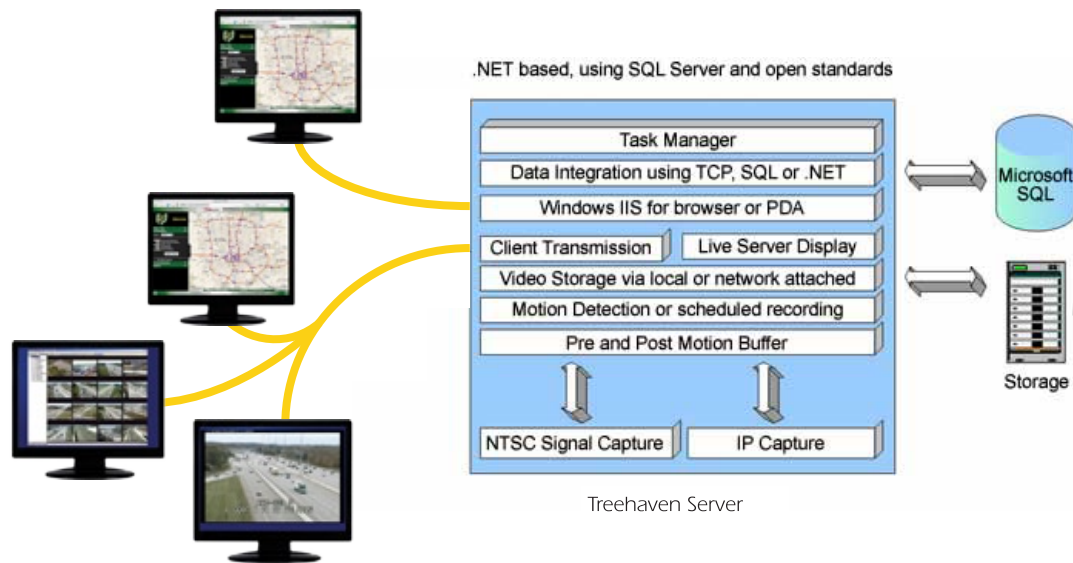 .NET based, using SQL Server and open standards
Task Manager
Data Integration using TCP, SQL or .NET
Windows IIS for browser or PDA
Client Transmission
Live Server Display
Video Storage via local or network attached
Motion Detection or scheduled recording
Pre and Post Motion Buffer
NTSC Signal Capture
IP Capture
Treehaven Server
Microsoft
SQL
Storage